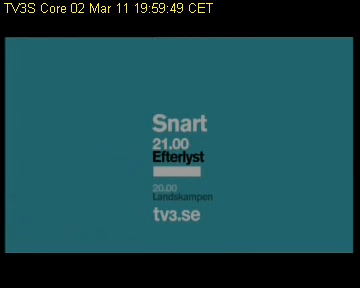 TV3S Core 02 Mar 11 19:59:49 CET
Snart
21.00
Efterlyst
20.00
Landskampen
tv3.se